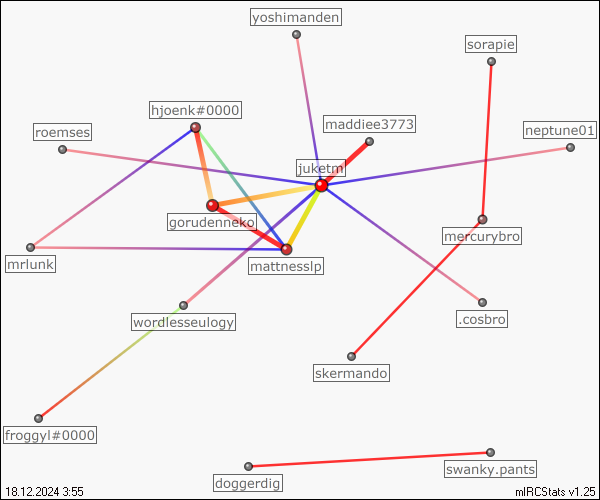 yoshimanden
sorapie
hjoenk#0000
maddiee3773
roemses
neptune01
juketm
gorudenneko
mercurybro
mrlunk
mattnesslp
wordlesseulogy
.cosbro
skermando
froggyl#0000
swanky.pants
doggerdig
18.12.2024 3:55
mIRCStats v1.25